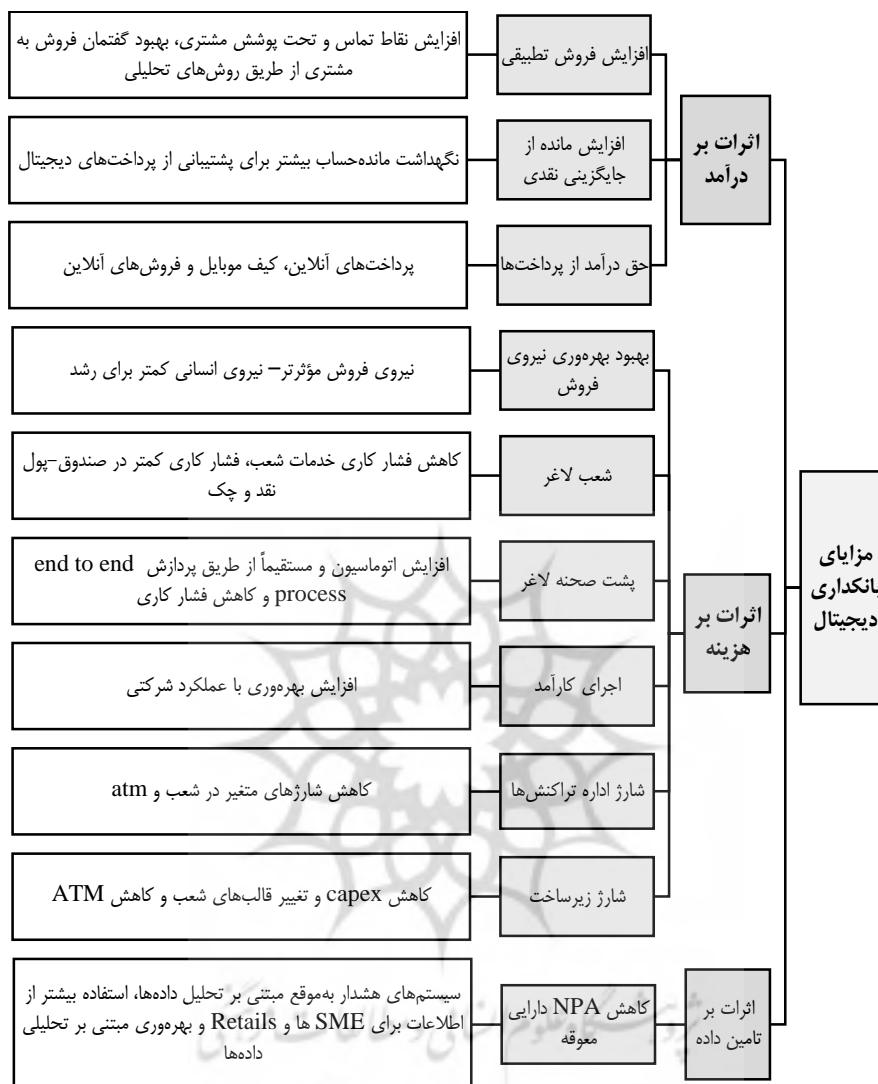 مزایای
بانکداری
دیجیتال
اثرات بر
درآمد
افزایش فروش تطبیقی
افزایش نقاط تماس و تحت پوشش مشتری، بهبود گفتمان فروش به
مشتری از طریق روش‌های تحلیلی
افزایش مانده از
جایگزینی نقدی
نگهداشت مانده‌حساب بیشتر برای پشتیبانی از پرداخت‌های دیجیتال
حق درآمد از پرداخت‌ها
پرداخت‌های آنلاین، کیف موبایل و فروش‌های آنلاین
اثرات بر
هزینه
بهبود بهره‌وری نیروی
فروش
نیروی فروش مؤثرتر– نیروی انسانی کمتر برای رشد
شعب لاغر
کاهش فشار کاری خدمات شعب، فشار کاری کمتر در صندوق–پول
نقد و چک
پشت صحنه لاغر
افزایش اتوماسیون و مستقیماً از طریق پردازش end to end
process و کاهش فشار کاری
اجرای کارآمد
افزایش بهره‌وری با عملکرد شرکتی
شارژ اداره تراکنش‌ها
کاهش شارژهای متغیر در شعب و atm
شارژ زیرساخت
کاهش capex و تغییر قالب‌های شعب و کاهش ATM
اثرات بر
تامین داده
کاهش NPA دارایی
معوقه
سیستم‌های هشدار به‌موقع مبتنی بر تحلیل داده‌ها، استفاده بیشتر از
اطلاعات برای SME ها و Retails و بهره‌وری مبتنی بر تحلیلی
داده‌ها